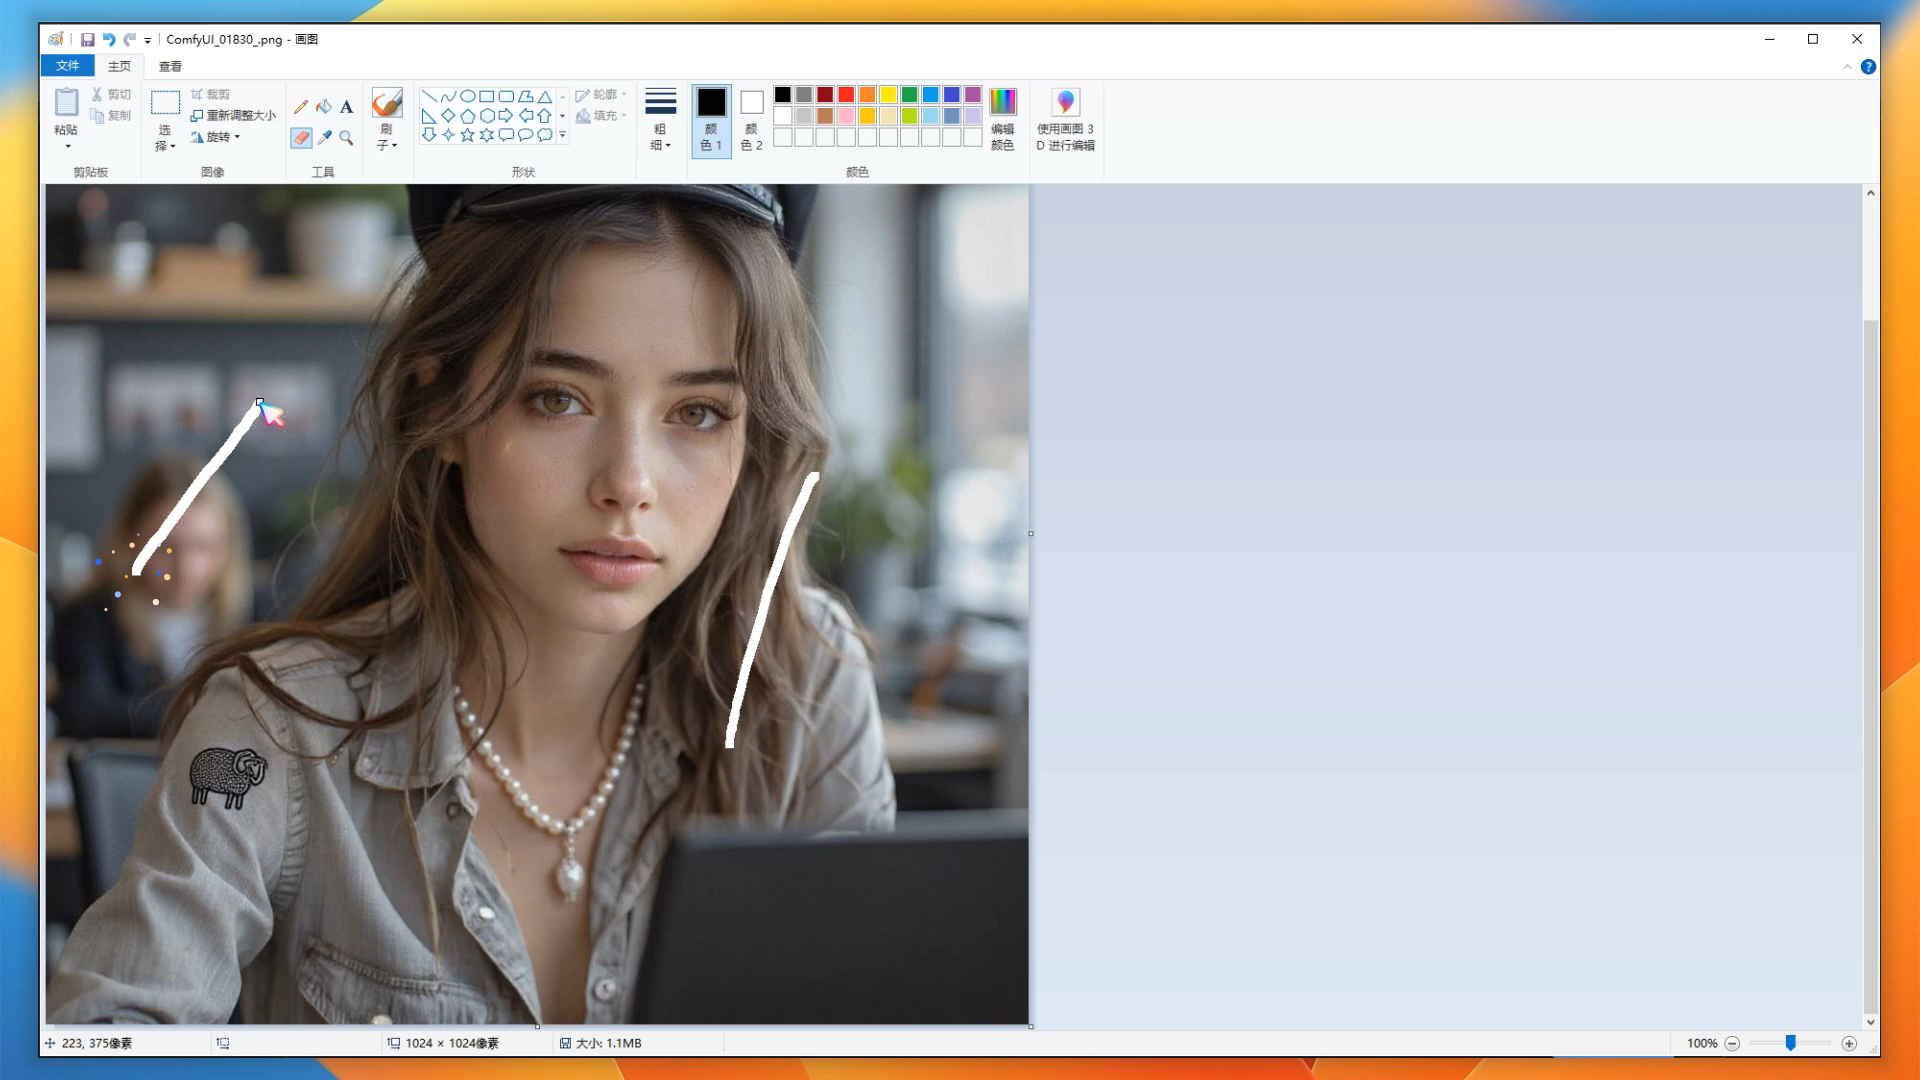 ComfyUI_01830_.png - 画图
文件 主页 查看
粘贴
剪切
复制
剪贴板
选择
裁剪
重新调整大小
旋转
图像
A
工具
刷子
形状
轮廓
填充
粗细
颜色 1
颜色 2
编辑颜色
颜色
使用画图 3D 进行编辑
?
223, 375像素
1024 × 1024像素
大小: 1.1MB
100%